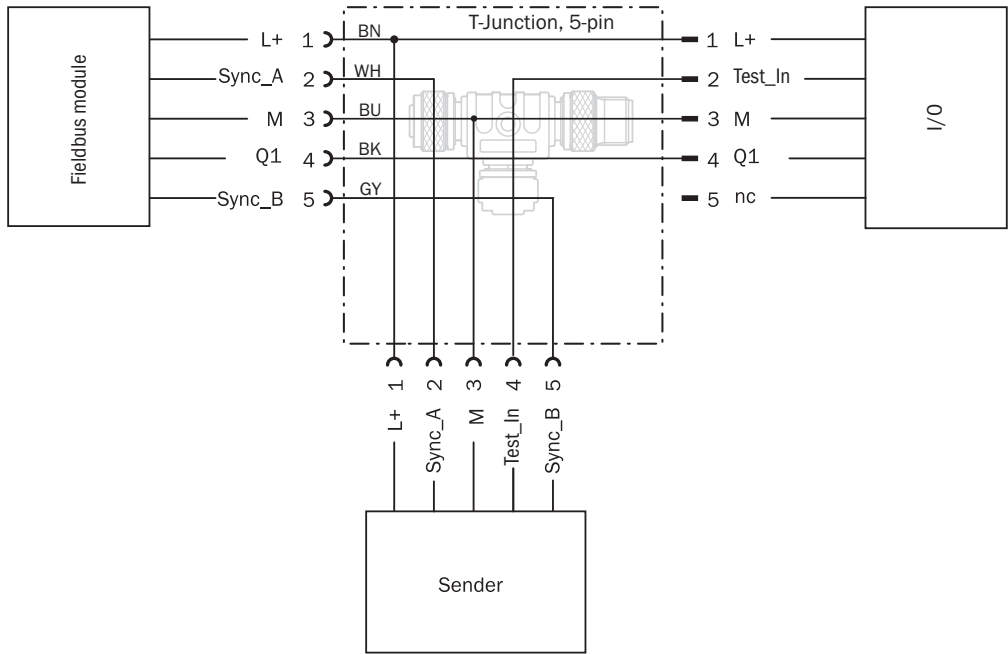 T-Junction, 5-pin
Fieldbus module
L+ 1 BN
Sync_A 2 WH
M 3 BU
Q1 4 BK
Sync_B 5 GY
1 L+
2 Test_In
3 M
4 Q1
5 nc
I/O
1 L+
2 Sync_A
3 M
4 Test_In
5 Sync_B
Sender